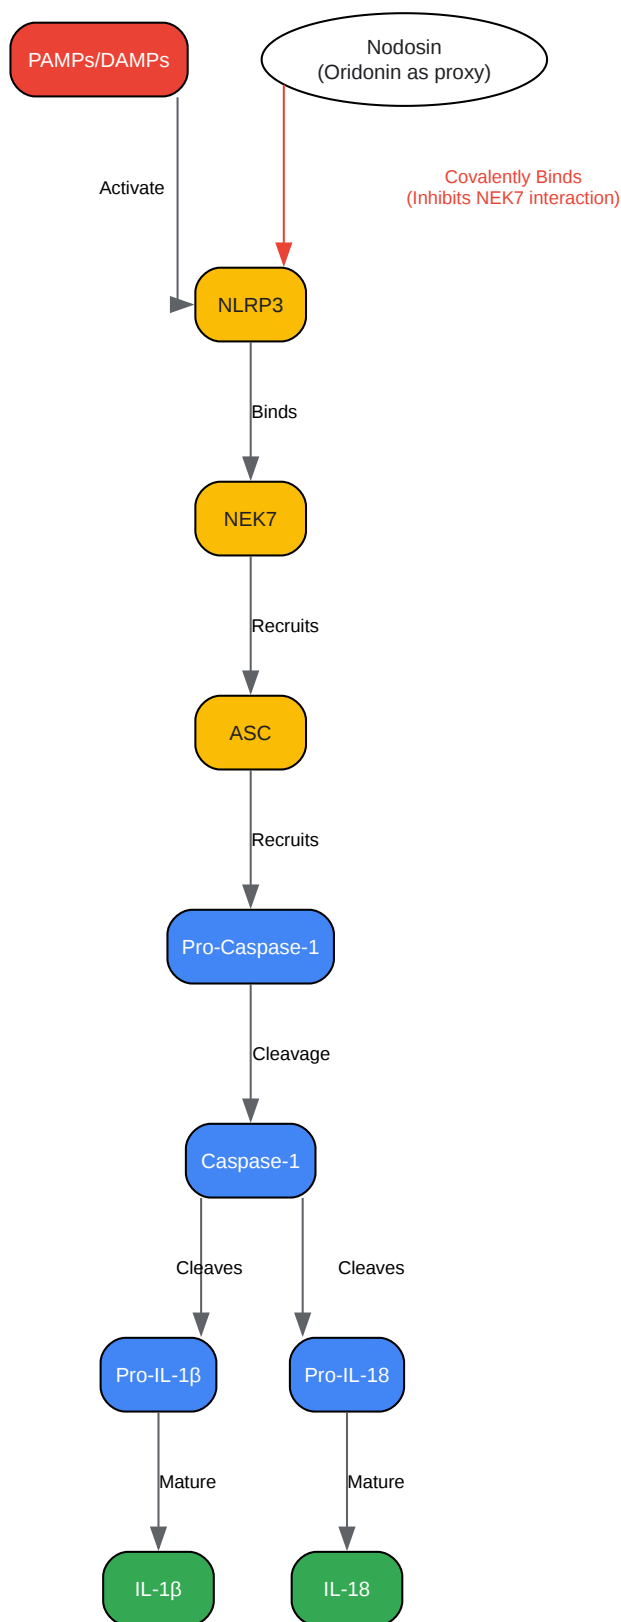 PAMPs/DAMPs
Nodosin
(Oridonin as proxy)
Activate
Covalently Binds
(Inhibits NEK7 interaction)
NLRP3
Binds
NEK7
Recruits
ASC
Recruits
Pro-Caspase-1
Cleavage
Caspase-1
Cleaves
Cleaves
Pro-IL-1β
Pro-IL-18
Mature
Mature
IL-1β
IL-18